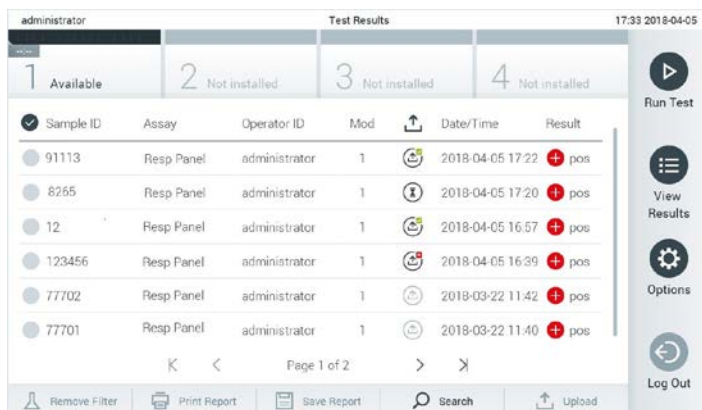 administrator Test Results 17:33 2018-04-05
1 Available 2 Not installed 3 Not installed 4 Not installed
Run Test
Sample ID Assay Operator ID Mod Date/Time Result
91113 Resp Panel administrator 1 2018-04-05 17:22 pos
8265 Resp Panel administrator 1 2018-04-05 17:20 pos
View
Results
12 Resp Panel administrator 1 2018-04-05 16:57 pos
123456 Resp Panel administrator 1 2018-04-05 16:39 pos
Options
77702 Resp Panel administrator 1 2018-03-22 11:42 pos
77701 Resp Panel administrator 1 2018-03-22 11:40 pos
Page 1 of 2
Log Out
Remove Filter Print Report Save Report Search Upload